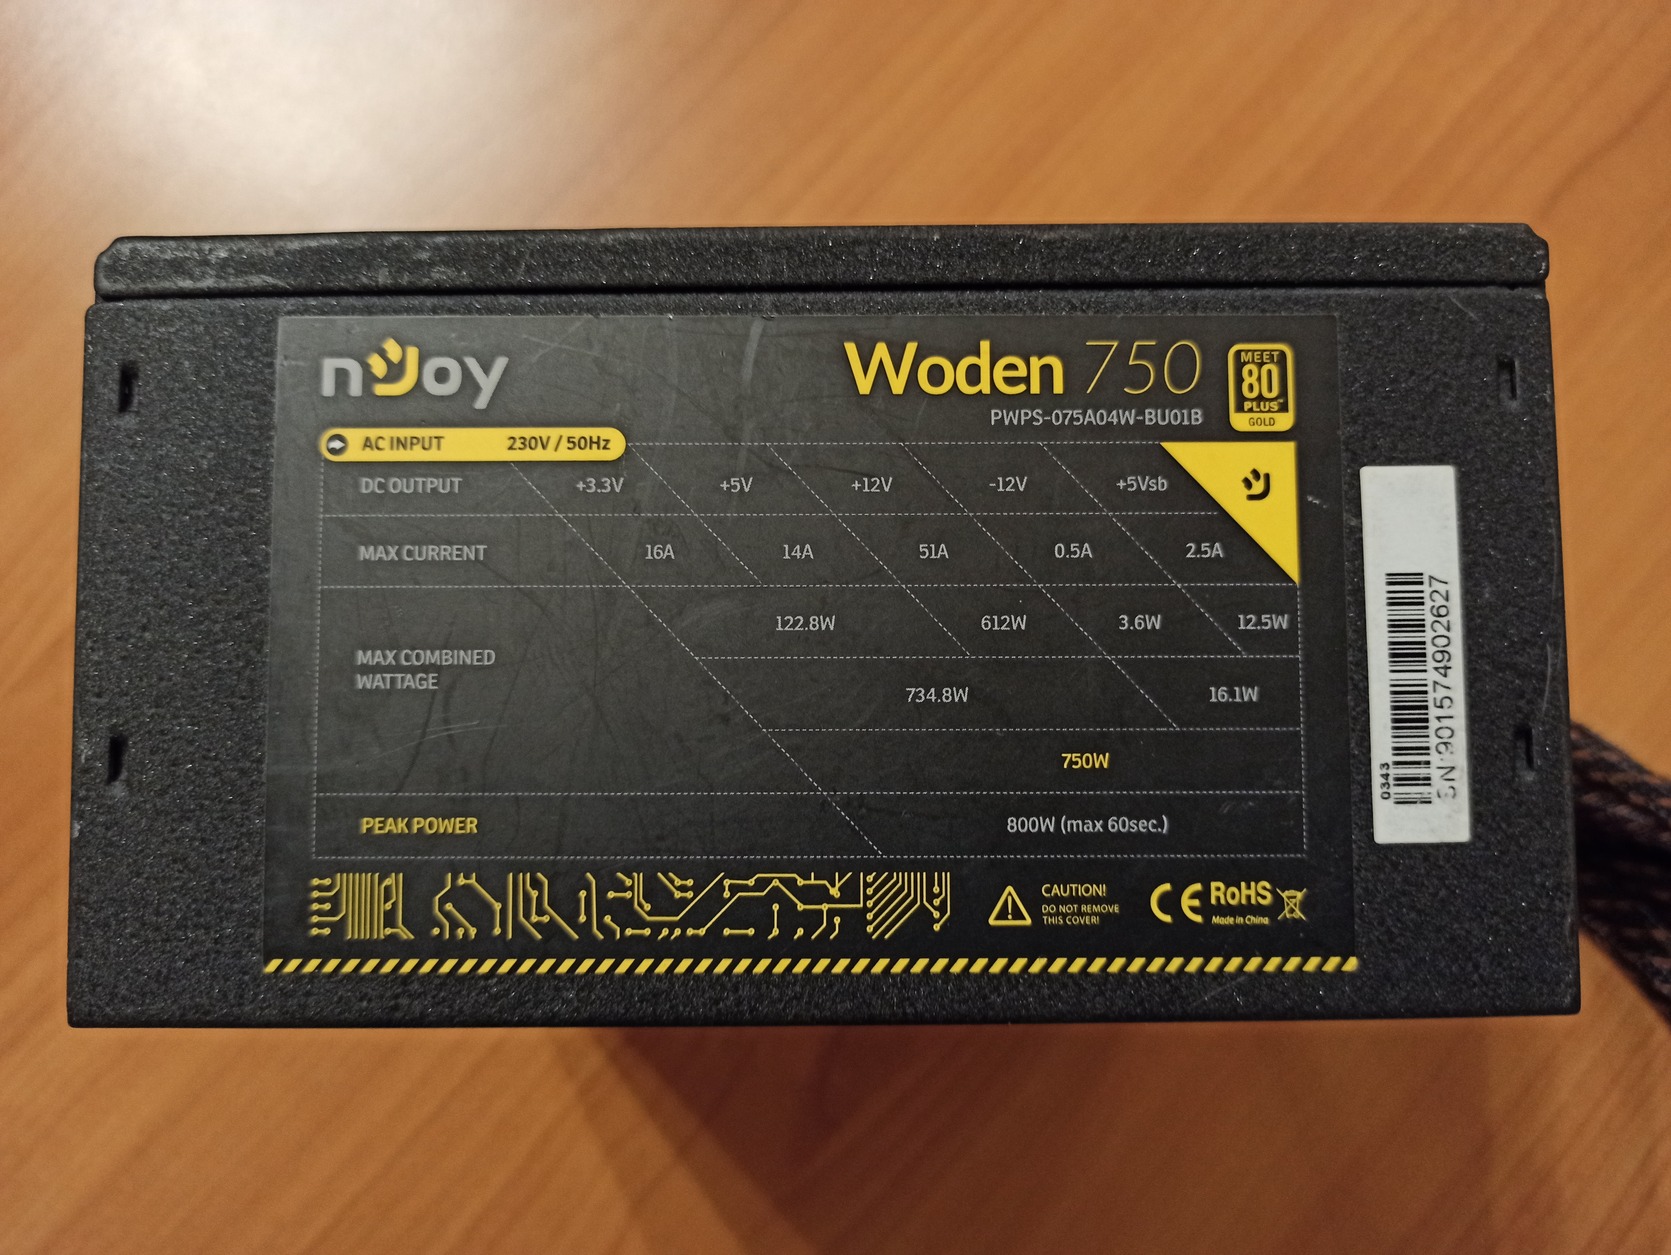 nJoy
Woden 750
PWPS-075A04W-BU01B
MEET
80
PLUS™
GOLD
AC INPUT 230V / 50Hz
DC OUTPUT +3.3V +5V +12V -12V +5Vsb
MAX CURRENT 16A 14A 51A 0.5A 2.5A
MAX COMBINED
WATTAGE
122.8W 612W 3.6W 12.5W
734.8W 16.1W
750W
PEAK POWER 800W (max 60sec.)
CAUTION!
DO NOT REMOVE
THIS COVER!
CE RoHS
Made in China
0343
SN:901574902627